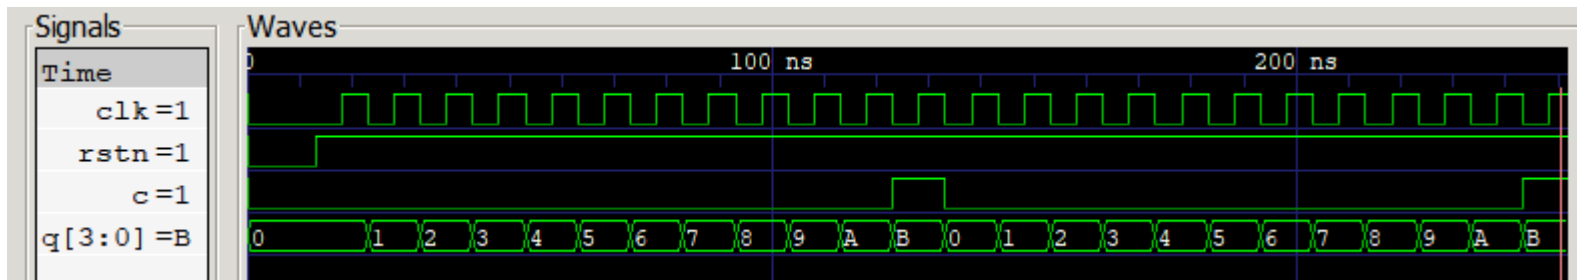 Signals
Waves
Time
0 100 ns 200 ns
clk=1
rstn=1
c=1
q[3:0]=B
0 1 2 3 4 5 6 7 8 9 A B 0 1 2 3 4 5 6 7 8 9 A B